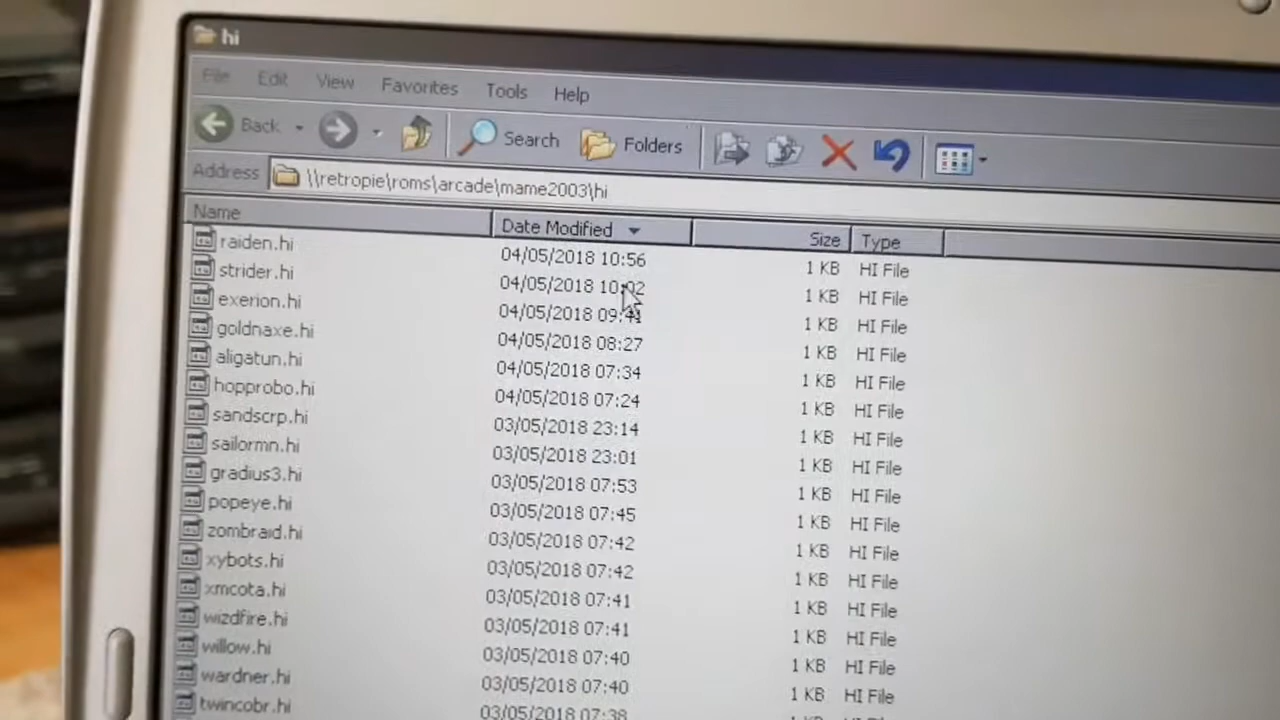 hi
File Edit View Favorites Tools Help
Back Search Folders
Address \\retropie\roms\arcade\mame2003\hi
Name Date Modified Size Type
raiden.hi 04/05/2018 10:56 1 KB HI File
strider.hi 04/05/2018 10:02 1 KB HI File
exerion.hi 04/05/2018 09:41 1 KB HI File
goldnaxe.hi 04/05/2018 08:27 1 KB HI File
aligatun.hi 04/05/2018 07:34 1 KB HI File
hopprobo.hi 04/05/2018 07:24 1 KB HI File
sandscrp.hi 03/05/2018 23:14 1 KB HI File
sailormn.hi 03/05/2018 23:01 1 KB HI File
gradius3.hi 03/05/2018 07:53 1 KB HI File
popeye.hi 03/05/2018 07:45 1 KB HI File
zombraid.hi 03/05/2018 07:42 1 KB HI File
xybots.hi 03/05/2018 07:42 1 KB HI File
xmcota.hi 03/05/2018 07:41 1 KB HI File
wizdfire.hi 03/05/2018 07:41 1 KB HI File
willow.hi 03/05/2018 07:40 1 KB HI File
wardner.hi 03/05/2018 07:40 1 KB HI File
twincobr.hi 03/05/2018 07:38